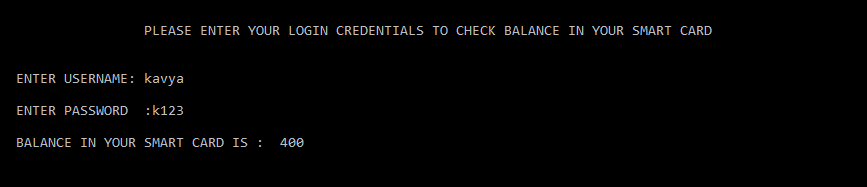 PLEASE ENTER YOUR LOGIN CREDENTIALS TO CHECK BALANCE IN YOUR SMART CARD
ENTER USERNAME: kavya
ENTER PASSWORD :k123
BALANCE IN YOUR SMART CARD IS : 400